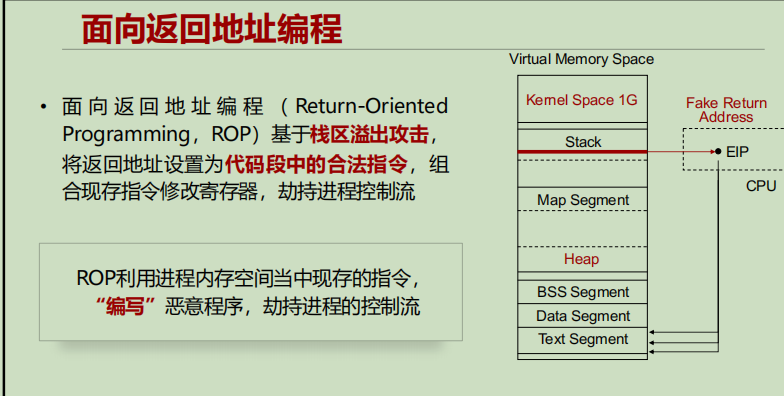 面向返回地址编程
• 面向返回地址编程（Return-Oriented
Programming，ROP）基于栈区溢出攻击，
将返回地址设置为代码段中的合法指令，组
合现存指令修改寄存器，劫持进程控制流
ROP利用进程内存空间当中现存的指令，
“编写”恶意程序，劫持进程的控制流
Virtual Memory Space
Kernel Space 1G
Stack
Map Segment
Heap
BSS Segment
Data Segment
Text Segment
Fake Return
Address
EIP
CPU